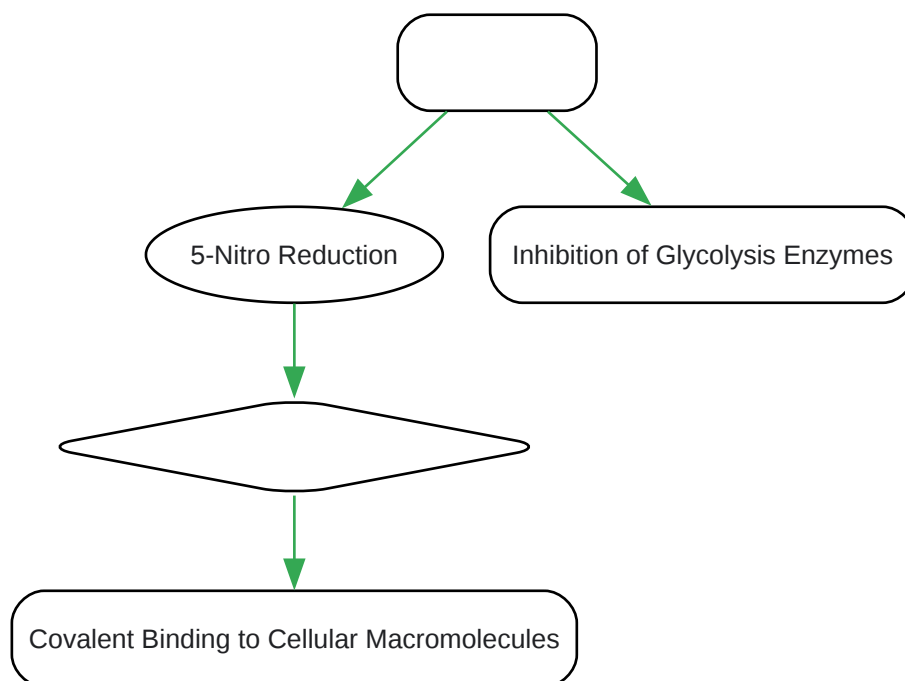 5-Nitro Reduction
Inhibition of Glycolysis Enzymes
Covalent Binding to Cellular Macromolecules